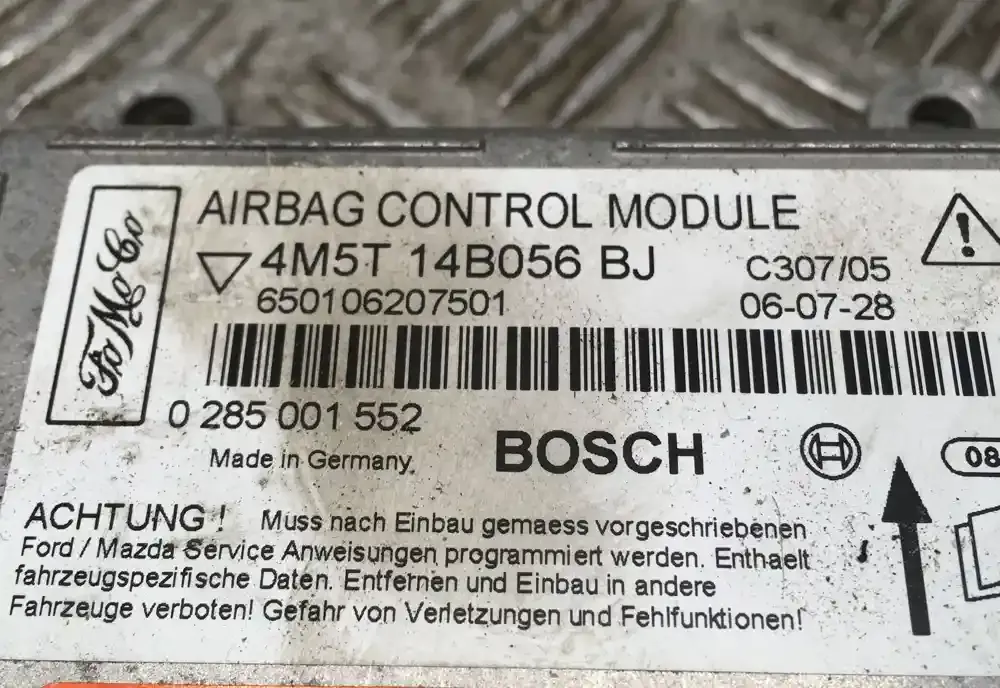 FoMoCo
AIRBAG CONTROL MODULE
4M5T 14B056 BJ
C307/05
650106207501
06-07-28
0 285 001 552
Made in Germany.
BOSCH
08
ACHTUNG! Muss nach Einbau gemaess vorgeschriebenen
Ford / Mazda Service Anweisungen programmiert werden. Enthaelt
fahrzeugspezifische Daten. Entfernen und Einbau in andere
Fahrzeuge verboten! Gefahr von Verletzungen und Fehlfunktionen!